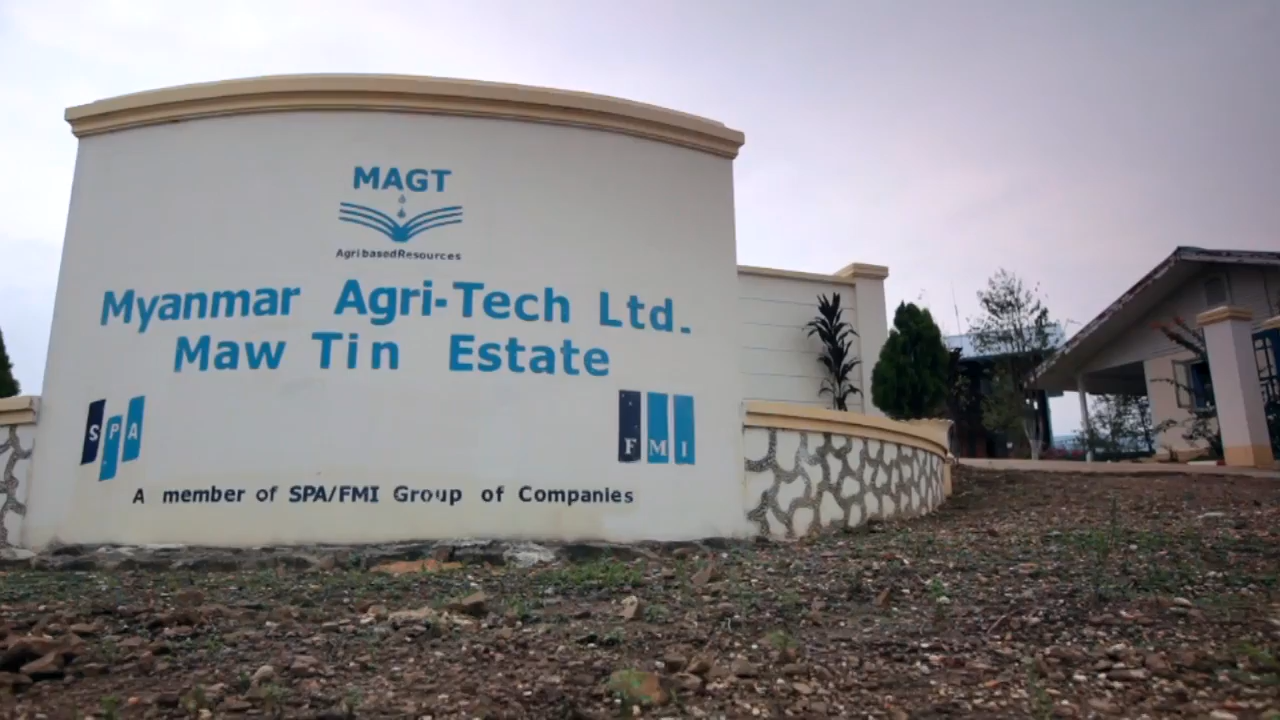 MAGT
AgribasedResources
Myanmar Agri-Tech Ltd.
Maw Tin Estate
SPA
FMI
A member of SPA/FMI Group of Companies